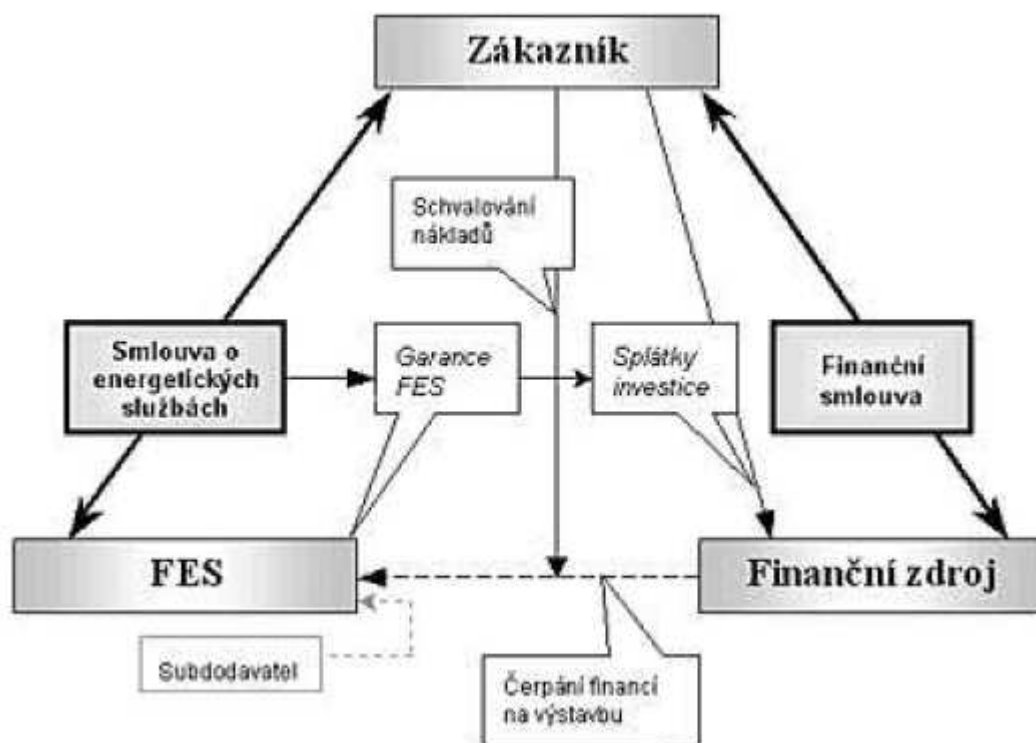 Zákazník
Schvalování
nákladů
Smlouva o
energetických
službách
Garance
FES
Splátky
investice
Finanční
smlouva
FES
Finanční zdroj
Subdodavatel
Čerpání financí
na výstavbu